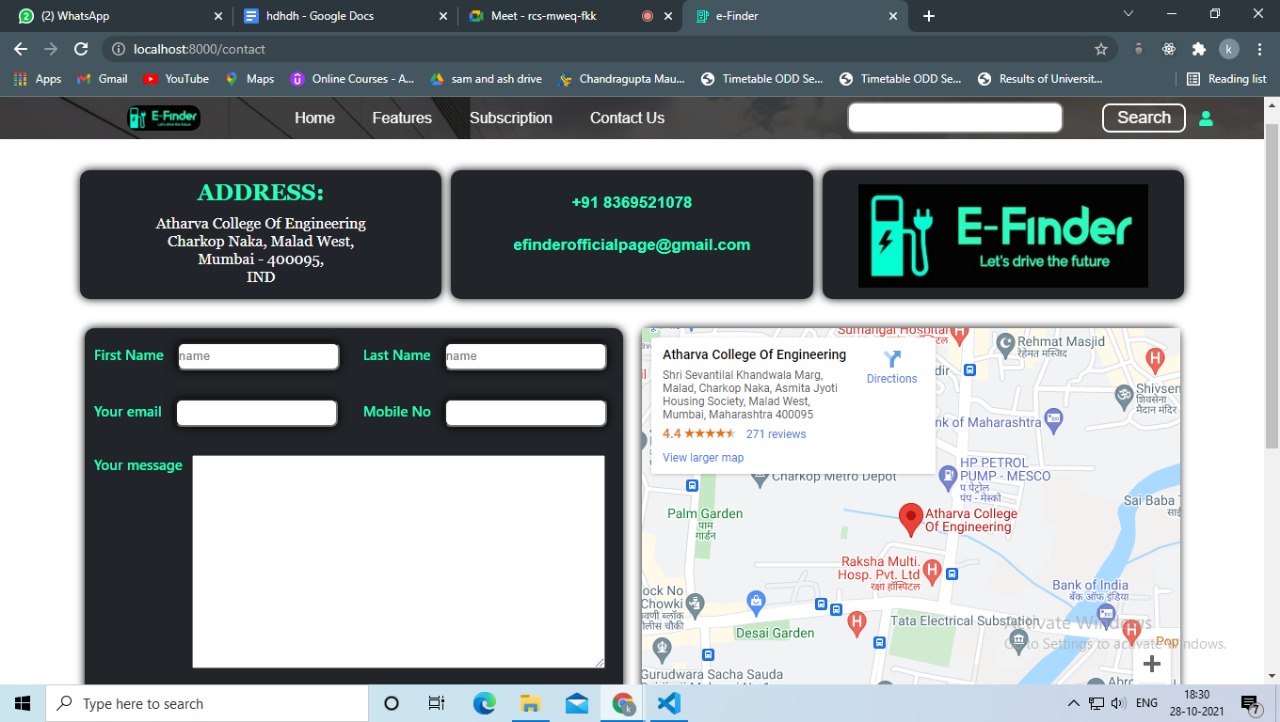 (2) WhatsApp
hdhdh - Google Docs
Meet - rcs-mweq-fkk
e-Finder
localhost:8000/contact
k
Apps
Gmail
YouTube
Maps
Online Courses - A...
sam and ash drive
Chandragupta Mau...
Timetable ODD Se...
Timetable ODD Se...
Results of Universit...
Reading list
E-Finder
Let's drive the future
Home
Features
Subscription
Contact Us
Search
ADDRESS:
Atharva College Of Engineering
Charkop Naka, Malad West,
Mumbai - 400095,
IND
+91 8369521078
efinderofficialpage@gmail.com
E-Finder
Let's drive the future
First Name
name
Last Name
name
Your email
Mobile No
Your message
Atharva College Of Engineering
Shri Sevantilal Khandwala Marg,
Malad, Charkop Naka, Asmita Jyoti
Housing Society, Malad West,
Mumbai, Maharashtra 400095
4.4
271 reviews
View larger map
Directions
Sumangal Hospital
Rehmat Masjid
रेहमत मस्जिद
dir
Shivsen
शिवसेना
मैदान मंदिर
nk of Maharashtra
HP PETROL
PUMP - MESCO
प पेट्रोल
पंप - मेस्को
Charkop Metro Depot
Sai Baba
साई
Palm Garden
पाम
गार्डन
Atharva College
Of Engineering
Raksha Multi.
Hosp. Pvt. Ltd
रक्षा हॉस्पिटल
Bank of India
बँक ऑफ इंडिया
ock No
Chowki
Desai Garden
Tata Electrical Substation
Activate Windows
Go to Settings to activate Windows.
Pop
Gurudwara Sacha Sauda
Type here to search
ENG
18:30
28-10-2021
7